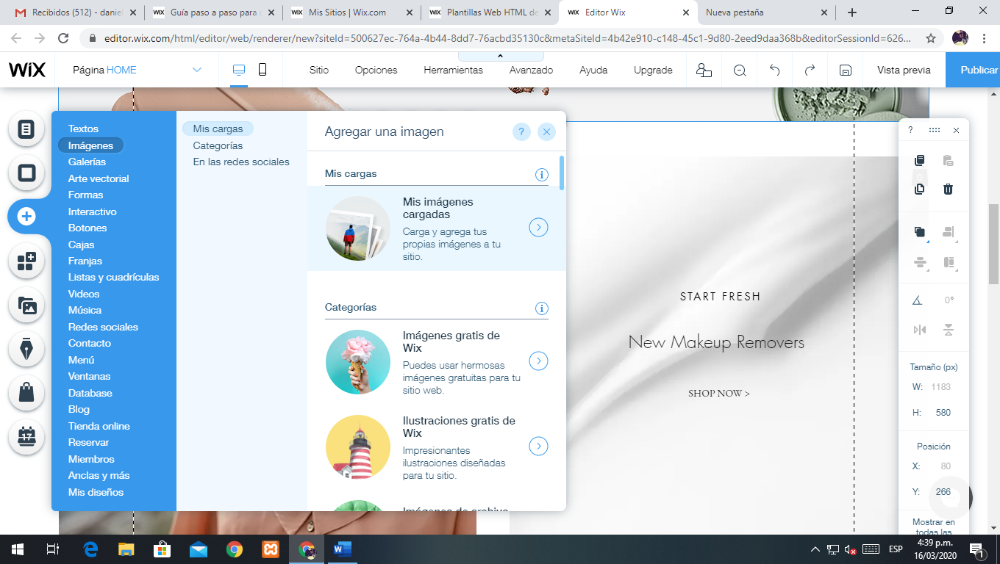 Recibidos (512) - daniel
Guía paso a paso para c
Mis Sitios | Wix.com
Plantillas Web HTML de
Editor Wix
Nueva pestaña
editor.wix.com/html/editor/web/renderer/new?siteId=500627ec-764a-4b44-8dd7-76acbd35130c&metaSiteId=4b42e910-c148-45c1-9d80-2eed9daa368b&editorSessionId=626...
WiX
Página HOME
Sitio
Opciones
Herramientas
Avanzado
Ayuda
Upgrade
Vista previa
Publicar
Textos
Imágenes
Galerías
Arte vectorial
Formas
Interactivo
Botones
Cajas
Franjas
Listas y cuadrículas
Videos
Música
Redes sociales
Contacto
Menú
Ventanas
Database
Blog
Tienda online
Reservar
Miembros
Anclas y más
Mis diseños
Mis cargas
Categorías
En las redes sociales
Agregar una imagen
?
Mis cargas
Mis imágenes
cargadas
Carga y agrega tus
propias imágenes a tu
sitio.
Categorías
Imágenes gratis de
Wix
Puedes usar hermosas
imágenes gratuitas para tu
sitio web.
Ilustraciones gratis de
Wix
Impresionantes
ilustraciones diseñadas
para tu sitio.
Imágenes de archivo
START FRESH
New Makeup Removers
SHOP NOW >
?
0°
Tamaño (px)
W: 1183
H: 580
Posición
X: 80
Y: 266
Mostrar en
todas las
17
ESP
4:39 p.m.
16/03/2020
1